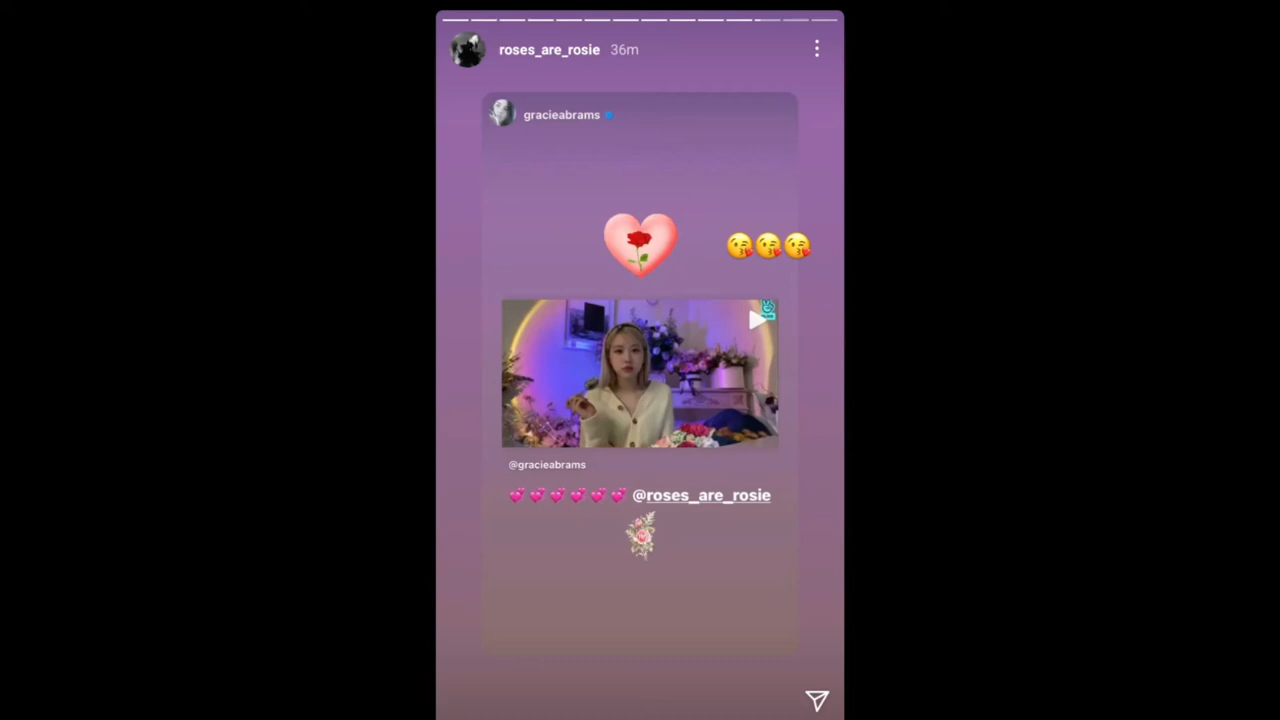 roses_are_rosie 36m
gracieabrams
@gracieabrams
💕💕💕💕💕💕 @roses_are_rosie